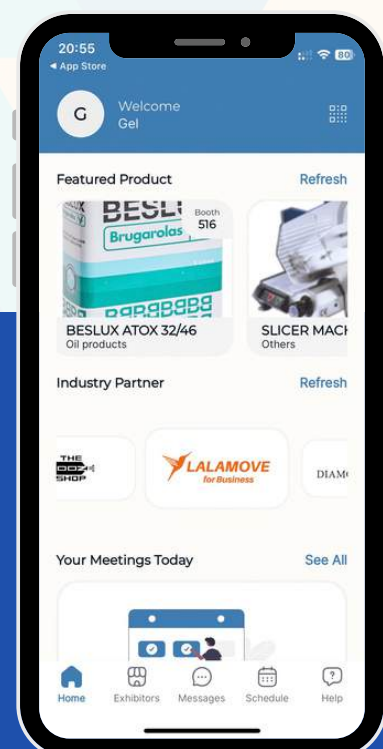 20:55
80
◀ App Store
G
Welcome
Gel
Featured Product
Refresh
BESL
Brugarolas
Booth
516
BESLUX ATOX 32/46
Oil products
SLICER MACH
Others
Industry Partner
Refresh
THE
SHOP
LALAMOVE
for Business
DIAM
Your Meetings Today
See All
Home
Exhibitors
Messages
Schedule
Help